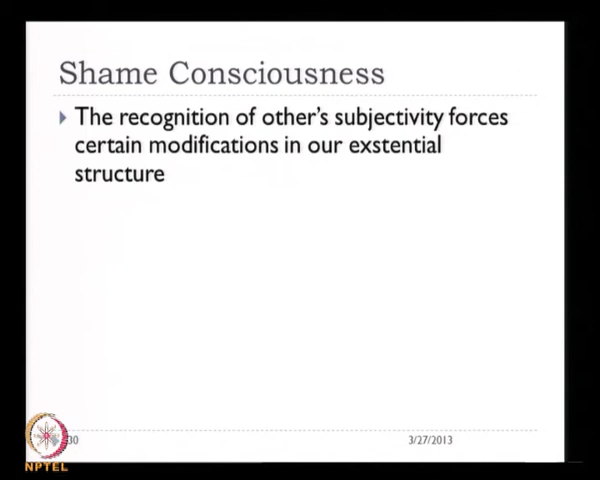 Shame Consciousness
The recognition of other's subjectivity forces
certain modifications in our exstential
structure
30
3/27/2013
NPTEL